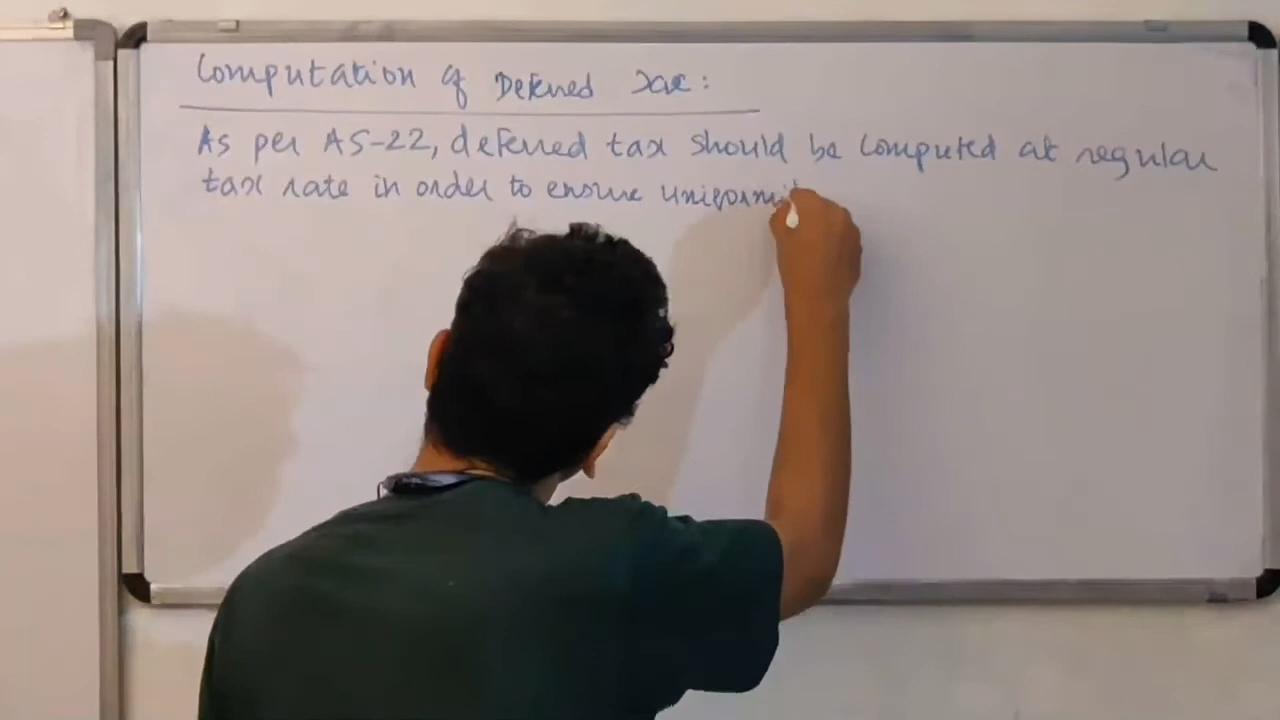 Computation of Deferred Tax:
As per AS-22, deferred tax should be computed at regular
tax rate in order to ensure uniformi